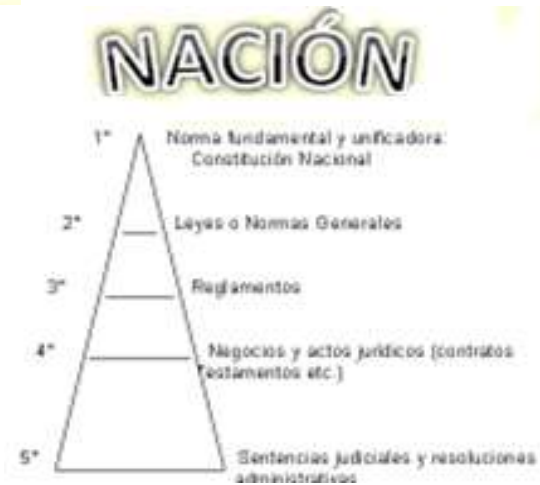 NACIÓN
1° Norma fundamental y unificadora:
Constitución Nacional
2° Leyes o Normas Generales
3° Reglamentos
4° Negocios y actos jurídicos (contratos
Testamentos etc.)
5° Sentencias judiciales y resoluciones
administrativas